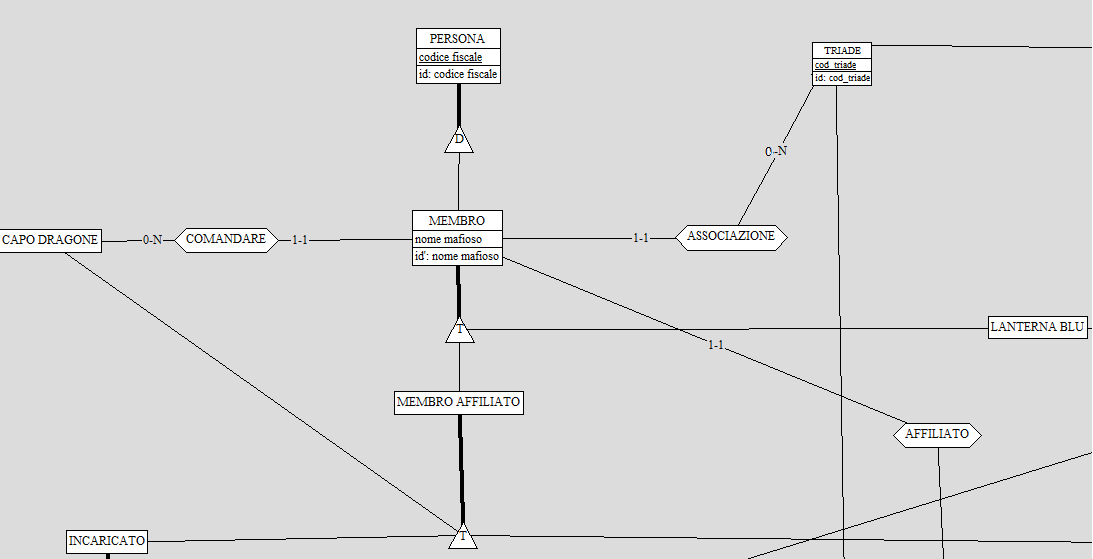 PERSONA
codice fiscale
id: codice fiscale
TRIADE
cod_triade
id: cod_triade
D
0-N
MEMBRO
nome mafioso
id': nome mafioso
CAPO DRAGONE
0-N
COMANDARE
1-1
1-1
ASSOCIAZIONE
T
LANTERNA BLU
1-1
MEMBRO AFFILIATO
AFFILIATO
T
INCARICATO